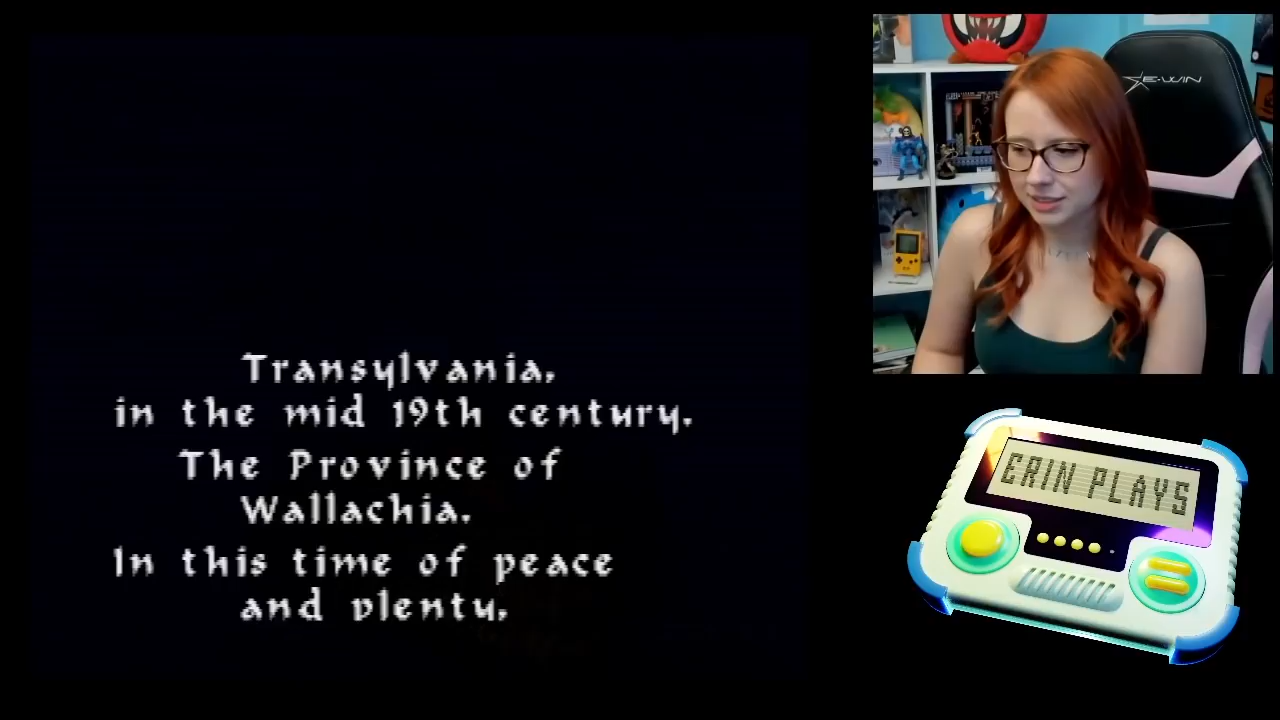 Transylvania,
in the mid 19th century.
The Province of
Wallachia.
In this time of peace
and plenty,
E-WIN
ERIN PLAYS